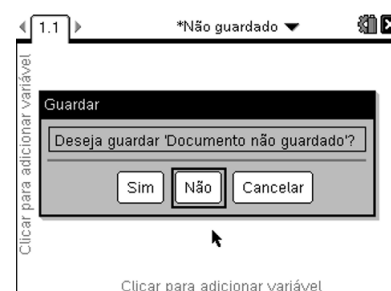 1.1
*Não guardado
Clicar para adicionar variável
Guardar
Deseja guardar 'Documento não guardado'?
Sim
Não
Cancelar
Clicar para adicionar variável